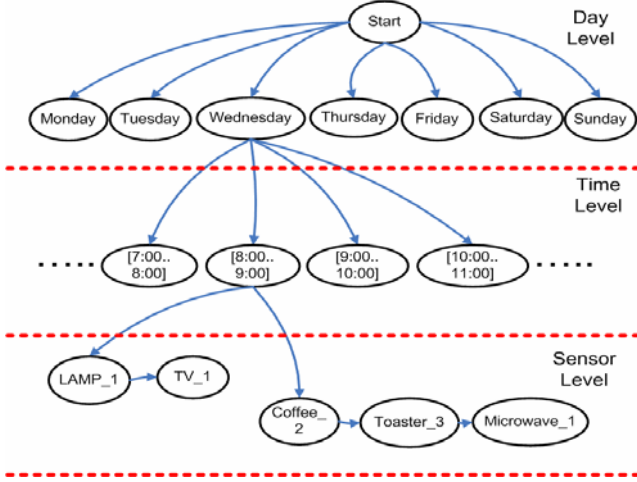 Start
Day
Level
Monday
Tuesday
Wednesday
Thursday
Friday
Saturday
Sunday
Time
Level
.....
[7:00..
8:00]
[8:00..
9:00]
[9:00..
10:00]
[10:00..
11:00]
.....
Sensor
Level
LAMP_1
TV_1
Coffee_
2
Toaster_3
Microwave_1